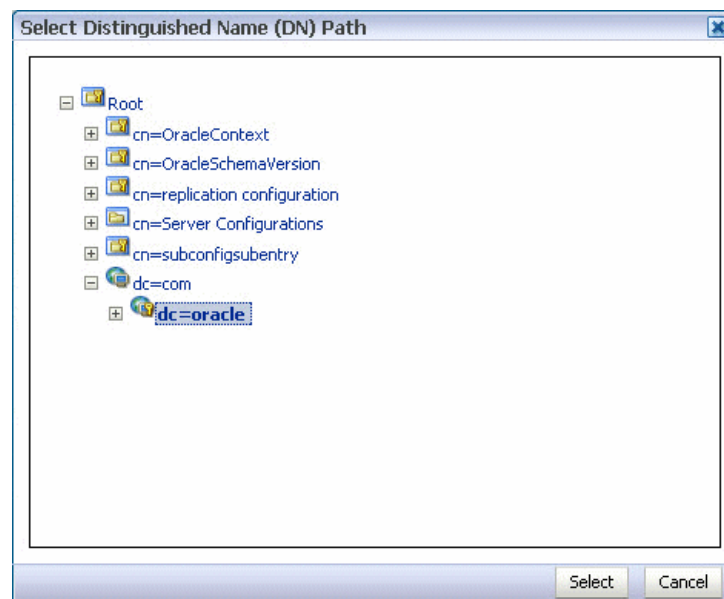 Select Distinguished Name (DN) Path
Root
cn=OracleContext
cn=OracleSchemaVersion
cn=replication configuration
cn=Server Configurations
cn=subconfigsubentry
dc=com
dc=oracle
Select Cancel